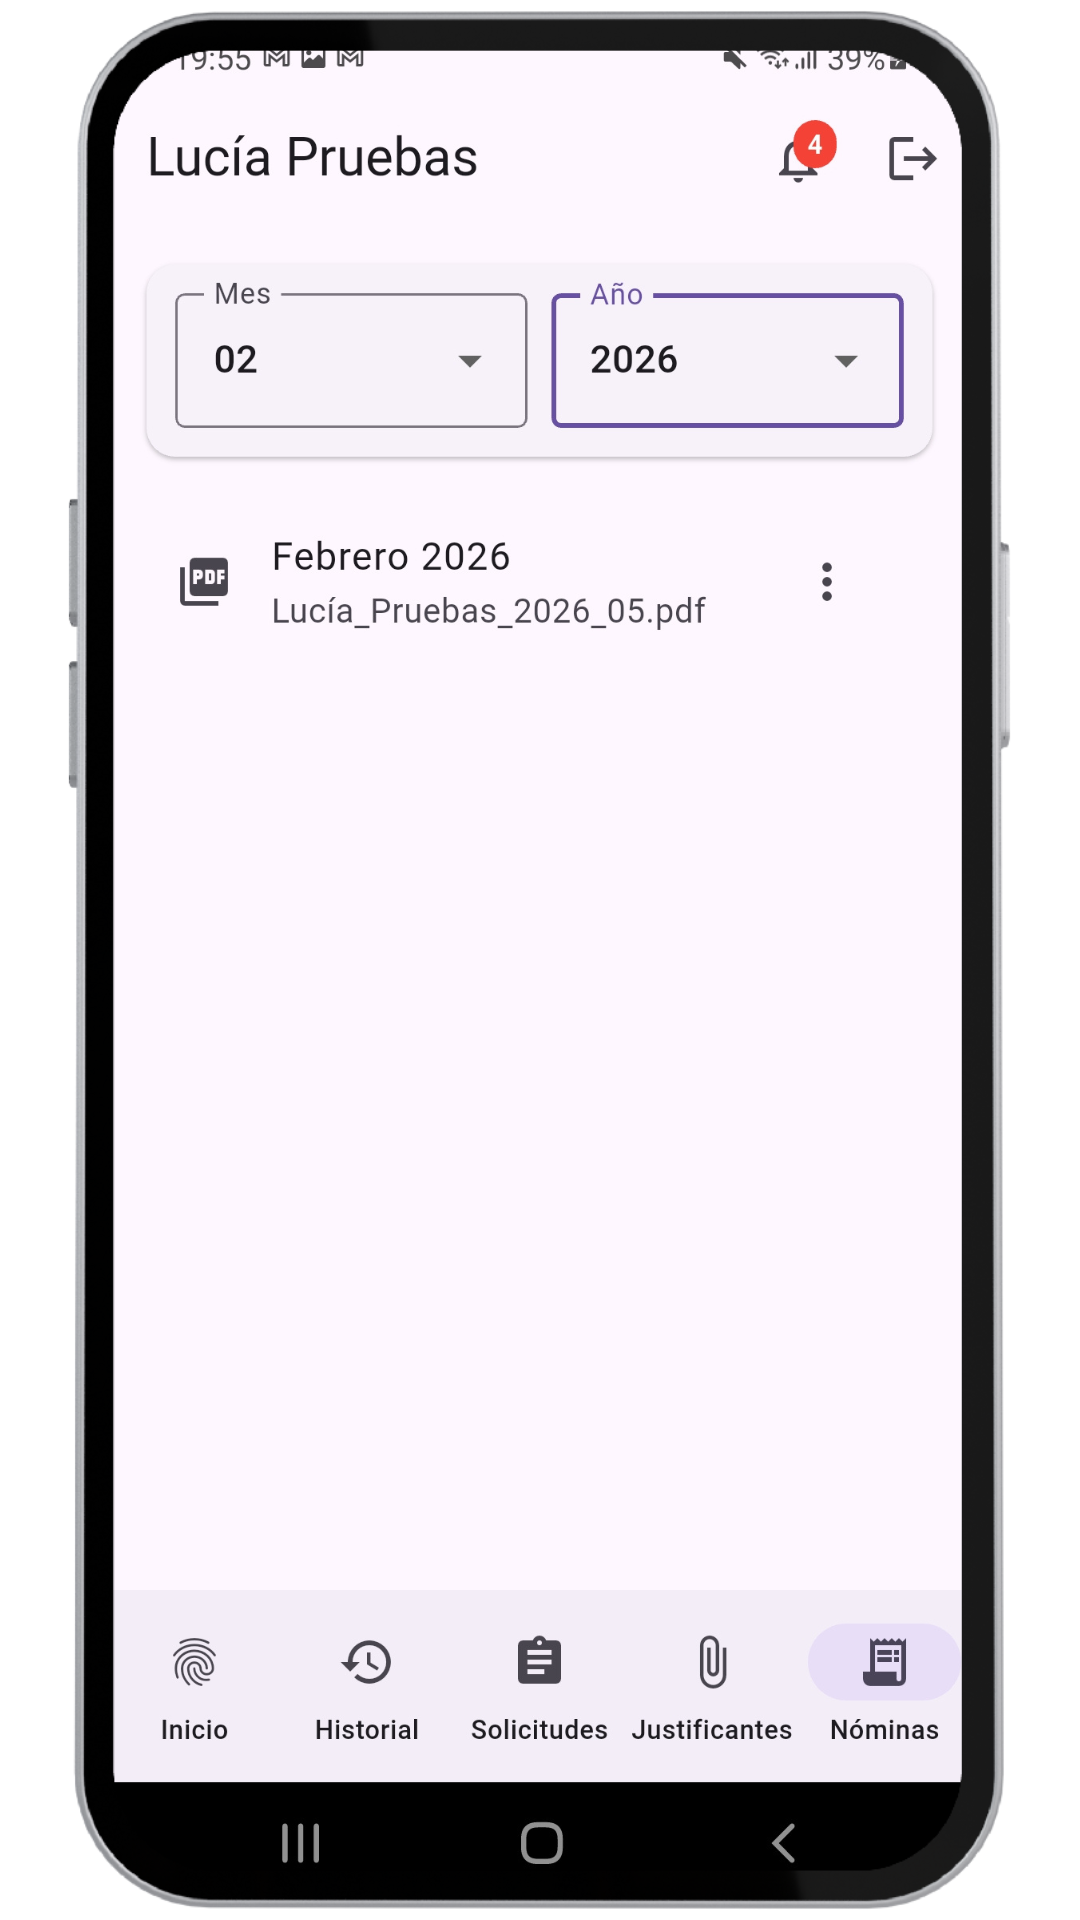 19:55 39%
Lucía Pruebas 4
Mes Año
02 2026
Febrero 2026
PDF
Lucía_Pruebas_2026_05.pdf
Inicio Historial Solicitudes Justificantes Nóminas